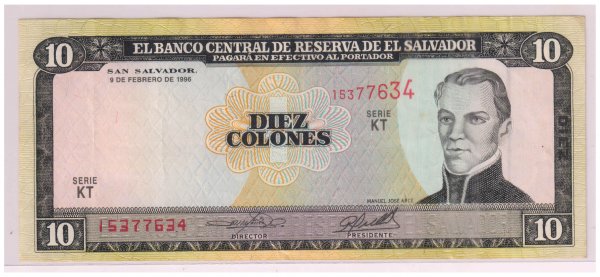 10
EL BANCO CENTRAL DE RESERVA DE EL SALVADOR
10
PAGARÁ EN EFECTIVO AL PORTADOR
SAN SALVADOR,
9 DE FEBRERO DE 1996
15377634
SERIE
KT
DIEZ
COLONES
SERIE
KT
MANUEL JOSE ARCE
15377634
10
DIRECTOR
PRESIDENTE
10